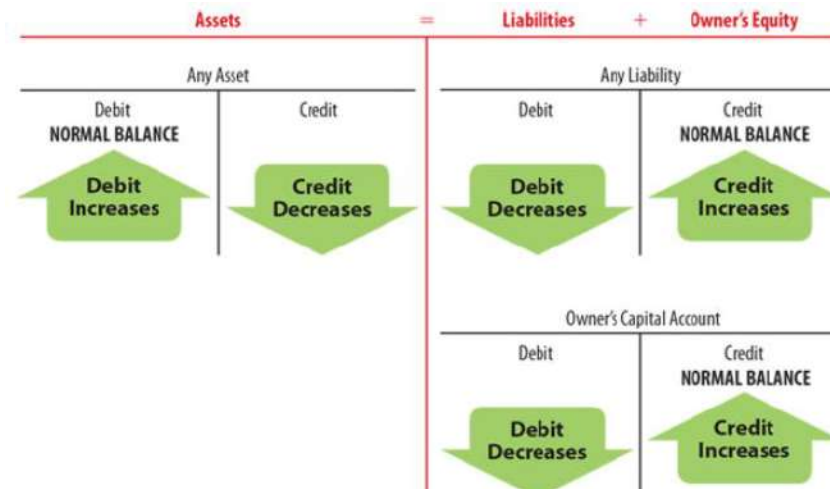 Assets = Liabilities + Owner's Equity
Any Asset
Debit
NORMAL BALANCE
Credit
Debit
Increases
Credit
Decreases
Any Liability
Debit
Credit
NORMAL BALANCE
Debit
Decreases
Credit
Increases
Owner's Capital Account
Debit
Credit
NORMAL BALANCE
Debit
Decreases
Credit
Increases